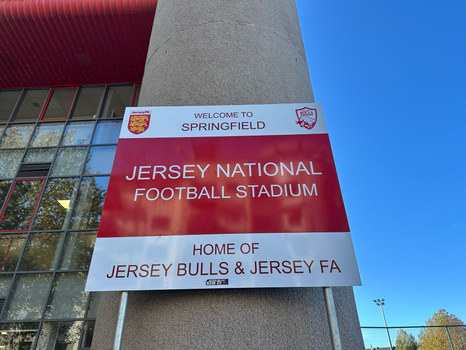 WELCOME TO
SPRINGFIELD
JERSEY NATIONAL
FOOTBALL STADIUM
HOME OF
JERSEY BULLS & JERSEY FA